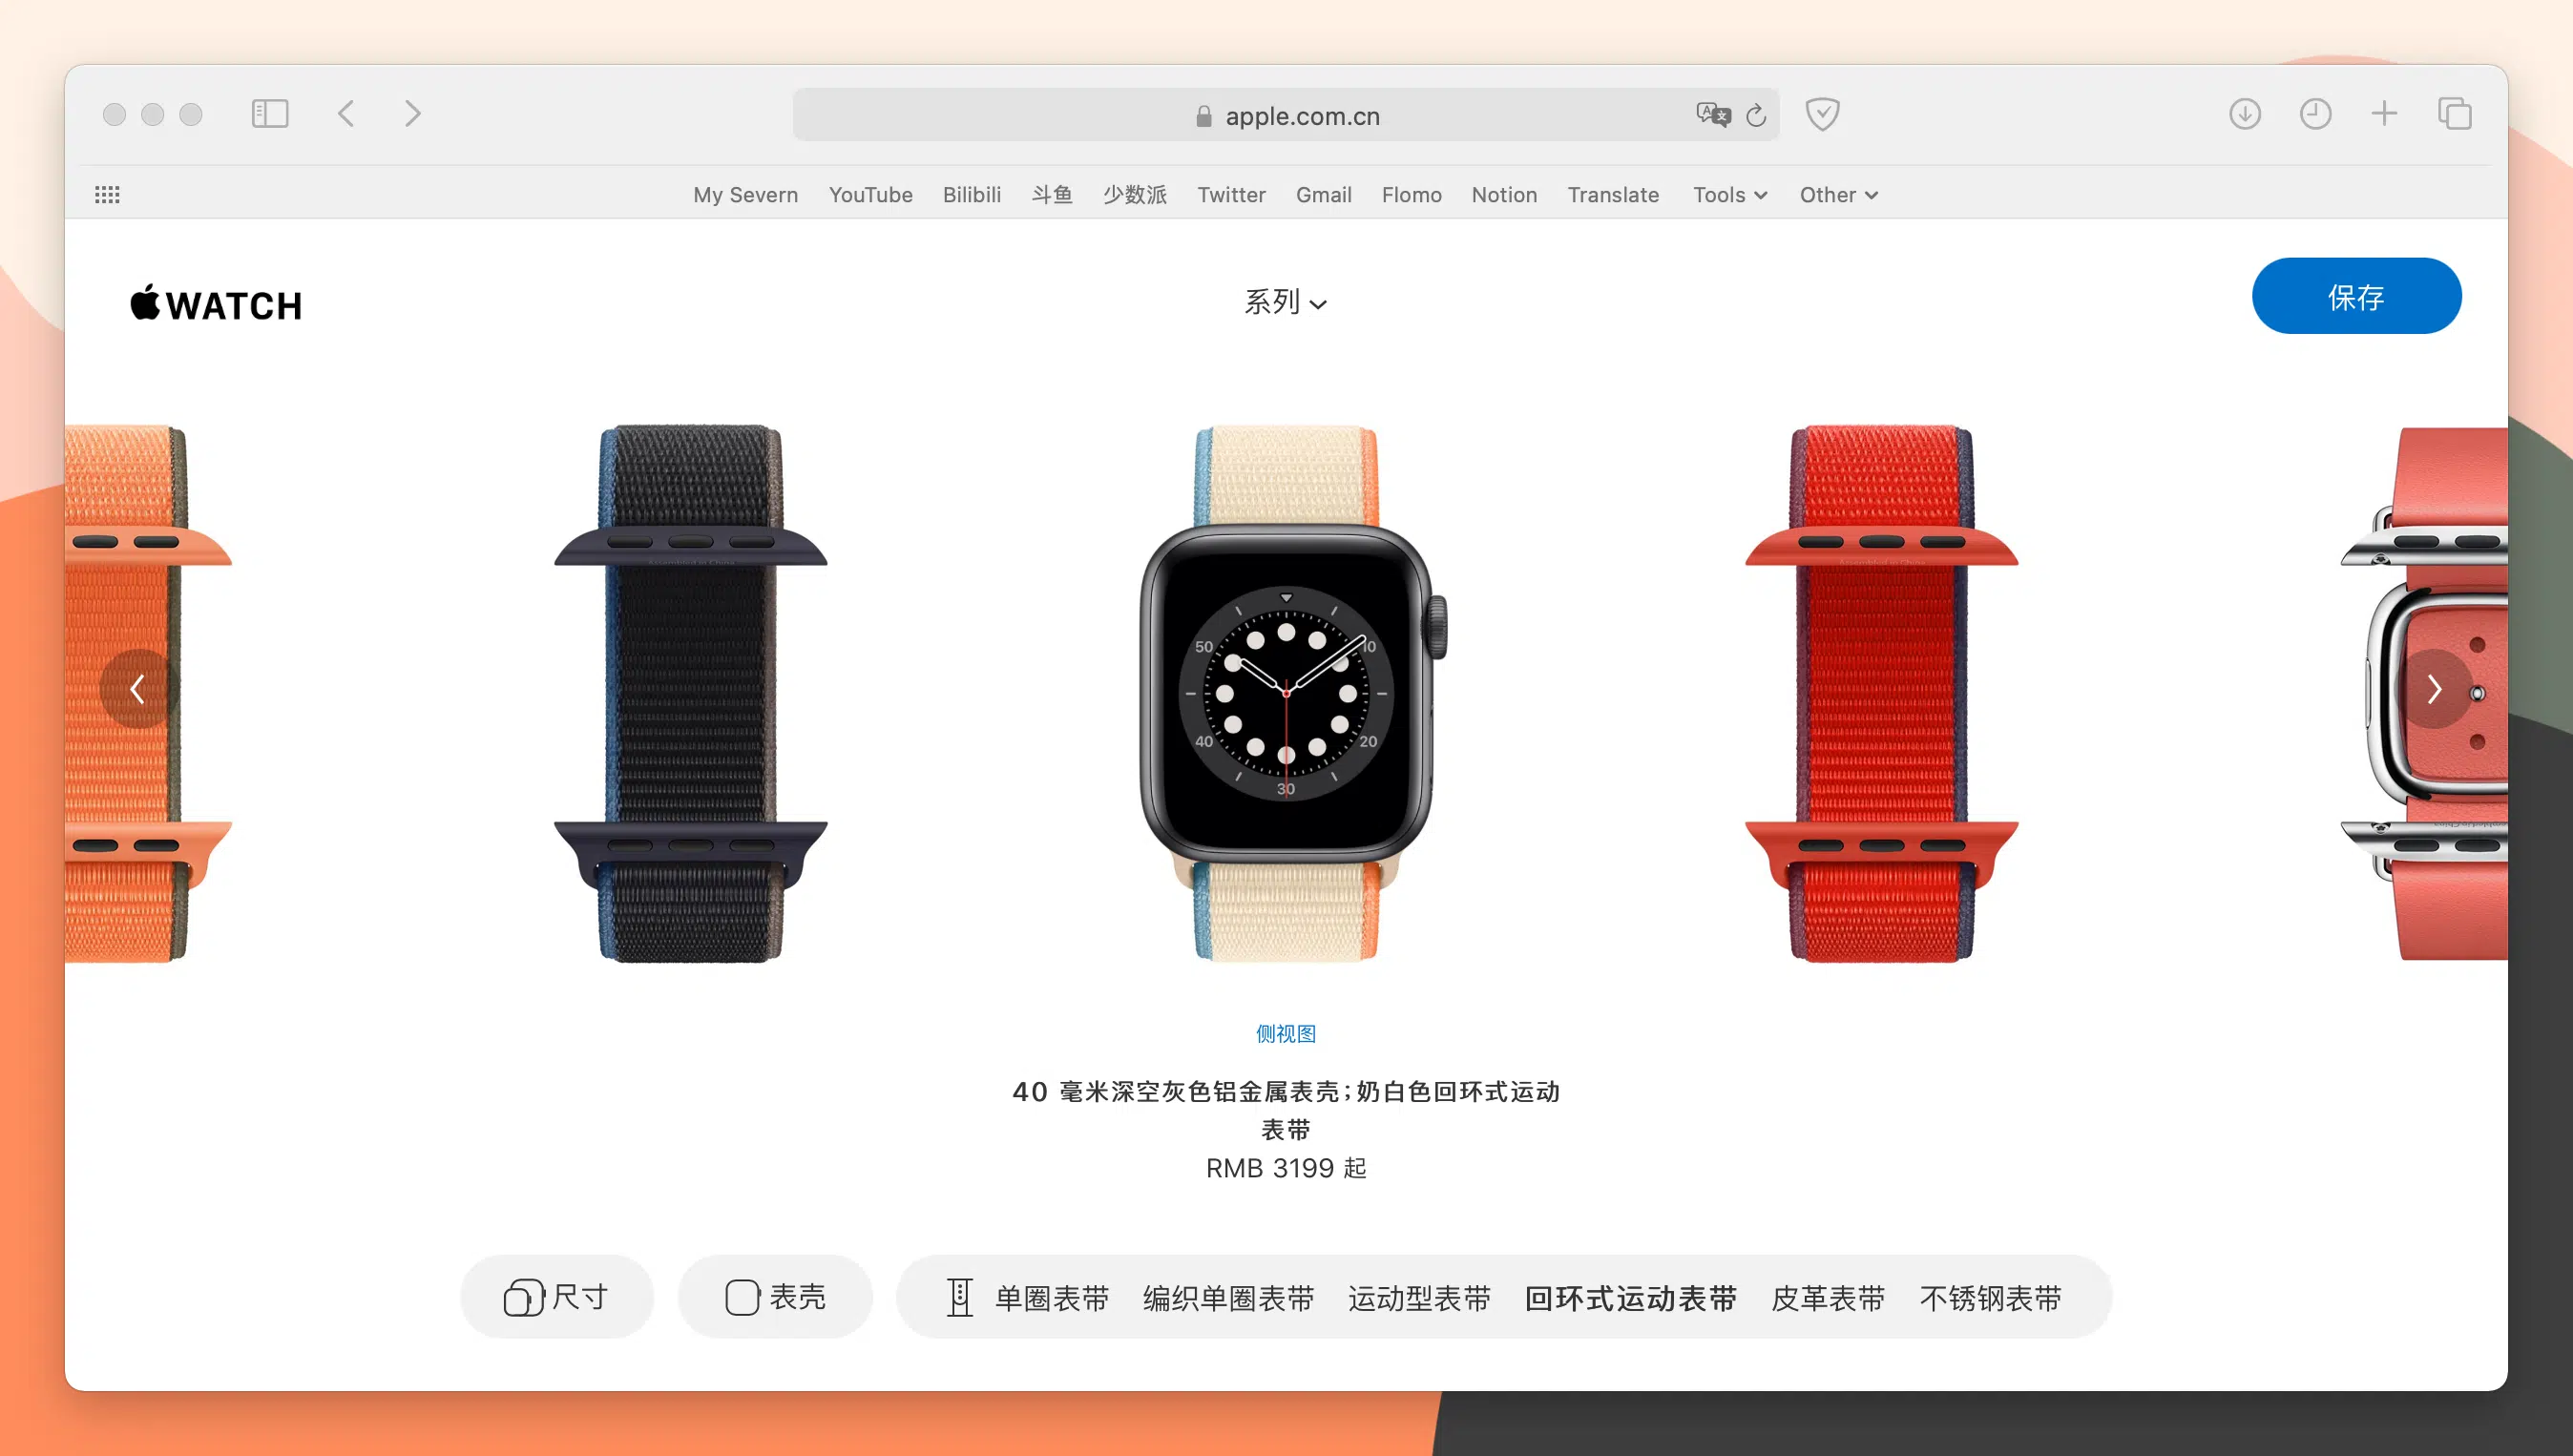 apple.com.cn
My Severn YouTube Bilibili 斗鱼 少数派 Twitter Gmail Flomo Notion Translate Tools Other
WATCH
系列
保存
50 10
40 20
30
侧视图
40 毫米深空灰色铝金属表壳;奶白色回环式运动
表带
RMB 3199 起
尺寸 表壳 单圈表带 编织单圈表带 运动型表带 回环式运动表带 皮革表带 不锈钢表带